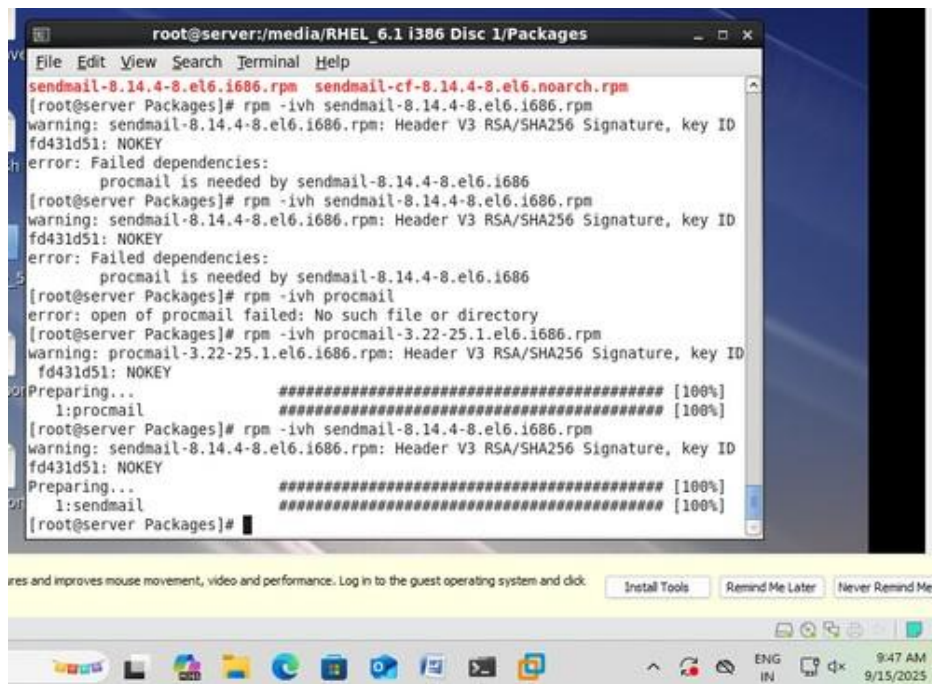 root@server:/media/RHEL_6.1 i386 Disc 1/Packages
File Edit View Search Terminal Help
sendmail-8.14.4-8.el6.i686.rpm  sendmail-cf-8.14.4-8.el6.noarch.rpm
[root@server Packages]# rpm -ivh sendmail-8.14.4-8.el6.i686.rpm
warning: sendmail-8.14.4-8.el6.i686.rpm: Header V3 RSA/SHA256 Signature, key ID
fd431d51: NOKEY
error: Failed dependencies:
procmail is needed by sendmail-8.14.4-8.el6.i686
[root@server Packages]# rpm -ivh sendmail-8.14.4-8.el6.i686.rpm
warning: sendmail-8.14.4-8.el6.i686.rpm: Header V3 RSA/SHA256 Signature, key ID
fd431d51: NOKEY
error: Failed dependencies:
procmail is needed by sendmail-8.14.4-8.el6.i686
[root@server Packages]# rpm -ivh procmail
error: open of procmail failed: No such file or directory
[root@server Packages]# rpm -ivh procmail-3.22-25.1.el6.i686.rpm
warning: procmail-3.22-25.1.el6.i686.rpm: Header V3 RSA/SHA256 Signature, key ID
fd431d51: NOKEY
Preparing... ########################################### [100%]
1:procmail ########################################### [100%]
[root@server Packages]# rpm -ivh sendmail-8.14.4-8.el6.i686.rpm
warning: sendmail-8.14.4-8.el6.i686.rpm: Header V3 RSA/SHA256 Signature, key ID
fd431d51: NOKEY
Preparing... ########################################### [100%]
1:sendmail ########################################### [100%]
[root@server Packages]#
and improves mouse movement, video and performance. Log in to the guest operating system and click
Install Tools
Remind Me Later
Never Remind Me
ENG
IN
9:47 AM
9/15/2025